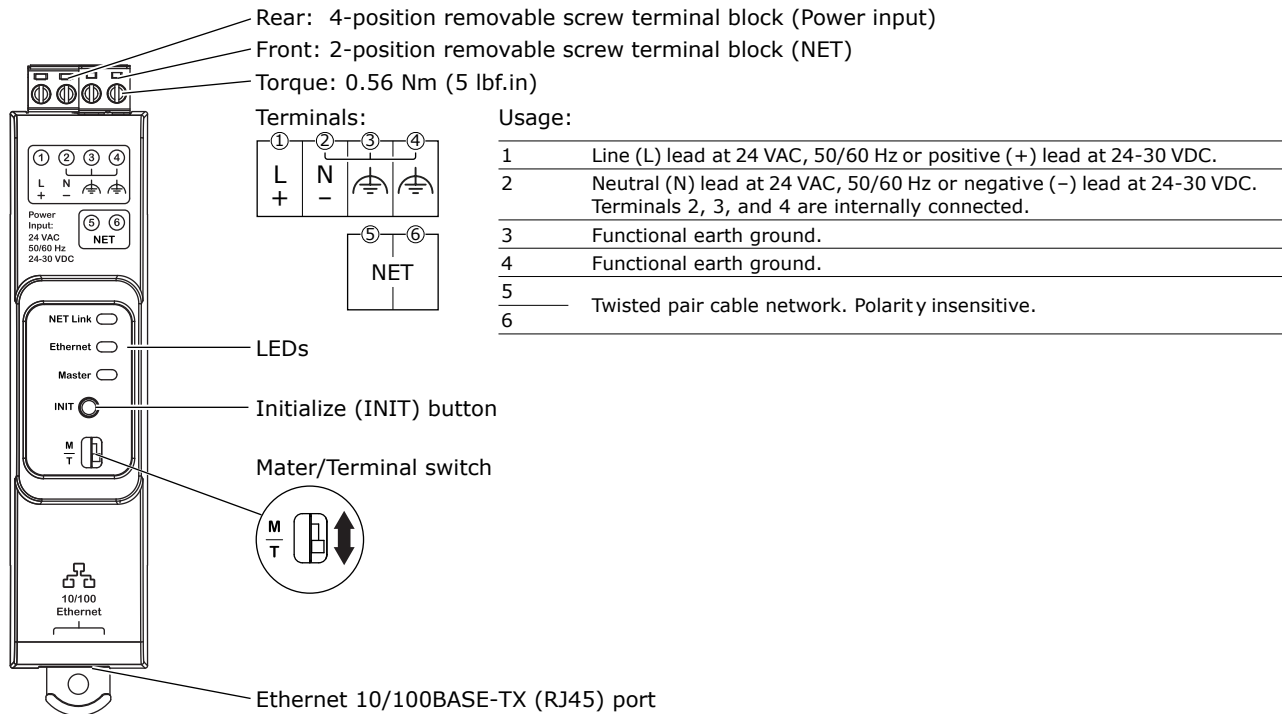 Rear: 4-position removable screw terminal block (Power input)
Front: 2-position removable screw terminal block (NET)
Torque: 0.56 Nm (5 lbf.in)
Terminals:
① ② ③ ④
L N
+ –
⑤ ⑥
NET
Usage:
1 Line (L) lead at 24 VAC, 50/60 Hz or positive (+) lead at 24-30 VDC.
2 Neutral (N) lead at 24 VAC, 50/60 Hz or negative (–) lead at 24-30 VDC.
Terminals 2, 3, and 4 are internally connected.
3 Functional earth ground.
4 Functional earth ground.
5
Twisted pair cable network. Polarity insensitive.
6
① ② ③ ④
L N
+ –
Power
Input:
24 VAC
50/60 Hz
24-30 VDC
⑤ ⑥
NET
NET Link
Ethernet
Master
INIT
M
T
LEDs
Initialize (INIT) button
Mater/Terminal switch
M
T
10/100
Ethernet
Ethernet 10/100BASE-TX (RJ45) port